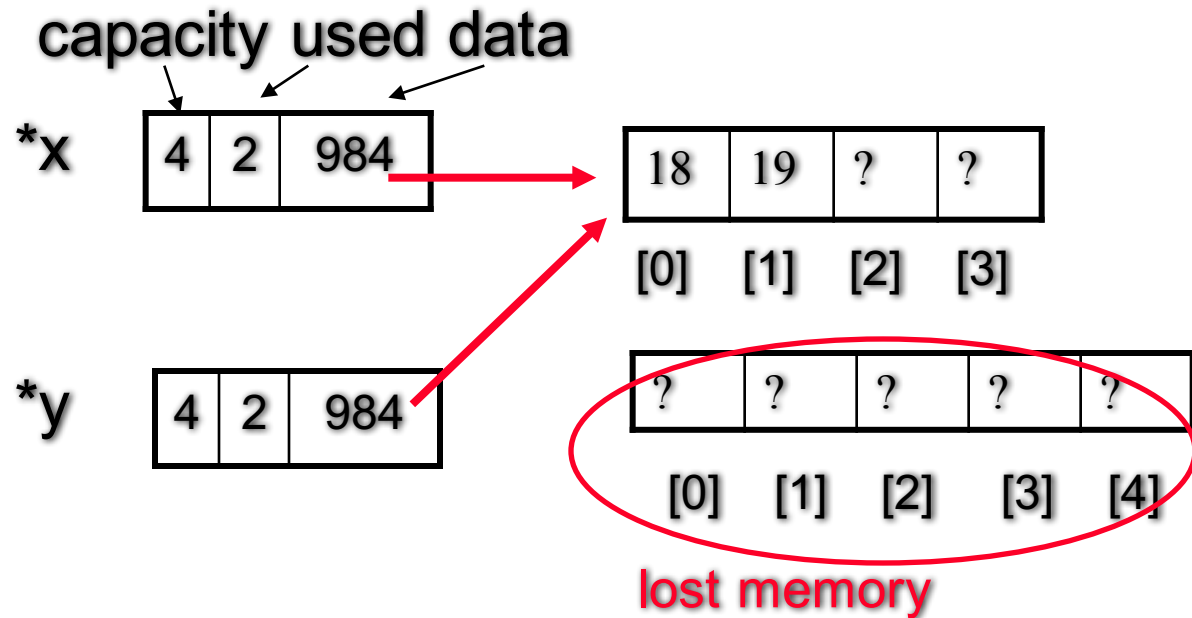 capacity used data
*x
4 2 984
18 19 ? ?
[0] [1] [2] [3]
*y
4 2 984
? ? ? ? ?
[0] [1] [2] [3] [4]
lost memory